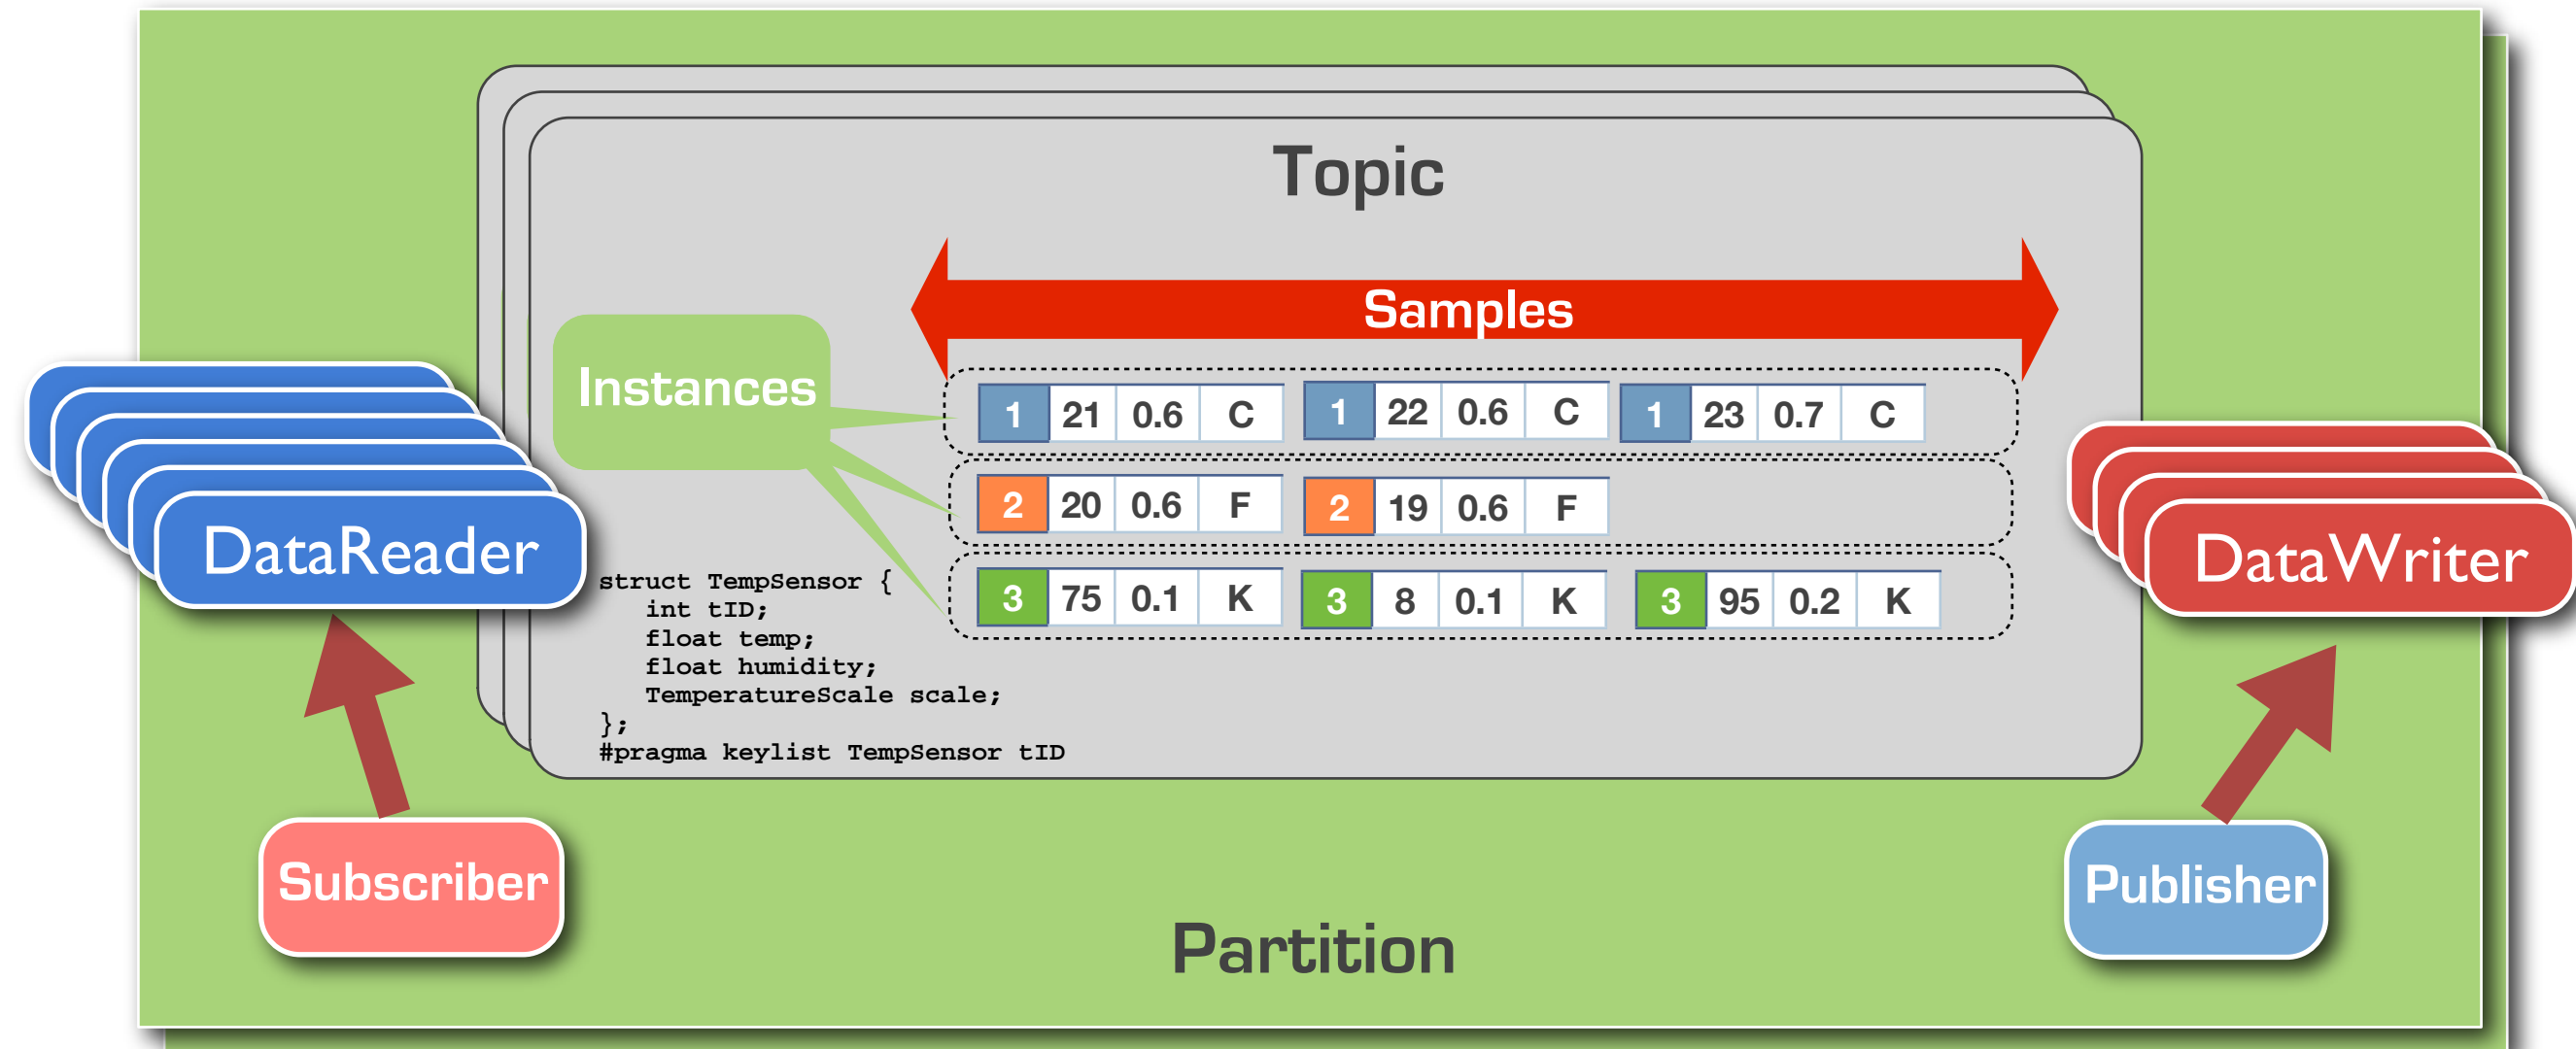 Topic
Samples
Instances
1 21 0.6 C 1 22 0.6 C 1 23 0.7 C
2 20 0.6 F 2 19 0.6 F
3 75 0.1 K 3 8 0.1 K 3 95 0.2 K
DataReader
DataWriter
struct TempSensor {
   int tID;
   float temp;
   float humidity;
   TemperatureScale scale;
};
#pragma keylist TempSensor tID
Subscriber
Publisher
Partition